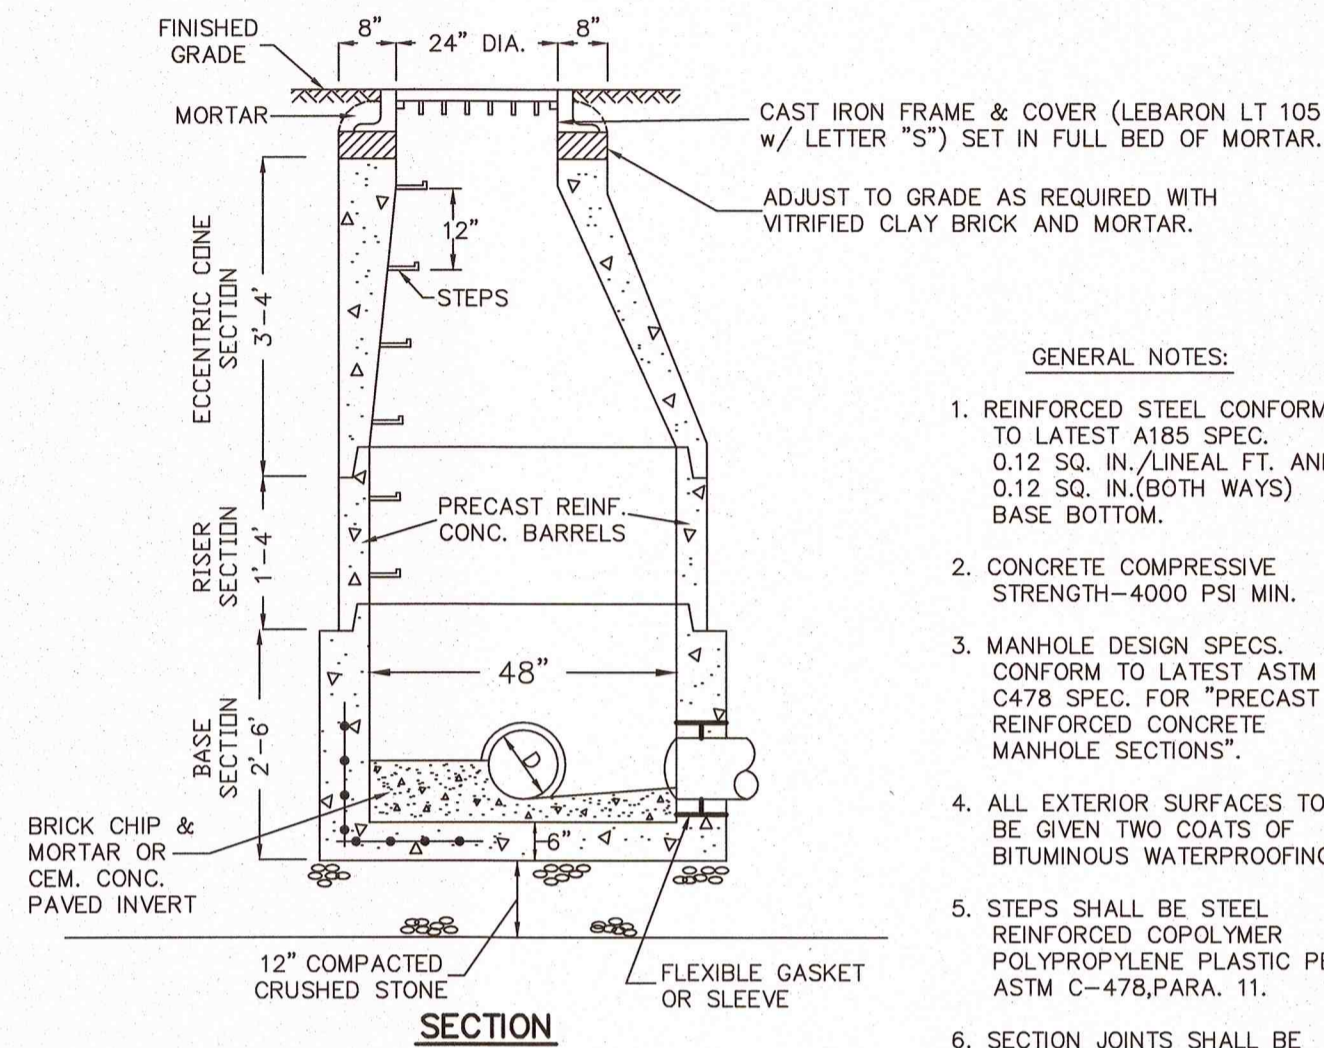 FINISHED
GRADE
8"
24" DIA.
8"
MORTAR
CAST IRON FRAME & COVER (LEBARON LT 105
w/ LETTER "S") SET IN FULL BED OF MORTAR.
ADJUST TO GRADE AS REQUIRED WITH
VITRIFIED CLAY BRICK AND MORTAR.
ECCENTRIC CONE
SECTION
3'-4'
12"
STEPS
RISER
SECTION
1'-4'
PRECAST REINF.
CONC. BARRELS
BASE
SECTION
2'-6'
48"
D
6"
BRICK CHIP &
MORTAR OR
CEM. CONC.
PAVED INVERT
12" COMPACTED
CRUSHED STONE
FLEXIBLE GASKET
OR SLEEVE
SECTION
GENERAL NOTES:
1. REINFORCED STEEL CONFORM
TO LATEST A185 SPEC.
0.12 SQ. IN./LINEAL FT. AN
0.12 SQ. IN.(BOTH WAYS)
BASE BOTTOM.
2. CONCRETE COMPRESSIVE
STRENGTH-4000 PSI MIN.
3. MANHOLE DESIGN SPECS.
CONFORM TO LATEST ASTM
C478 SPEC. FOR "PRECAST
REINFORCED CONCRETE
MANHOLE SECTIONS".
4. ALL EXTERIOR SURFACES TO
BE GIVEN TWO COATS OF
BITUMINOUS WATERPROOFING
5. STEPS SHALL BE STEEL
REINFORCED COPOLYMER
POLYPROPYLENE PLASTIC PE
ASTM C-478,PARA. 11.
6. SECTION JOINTS SHALL BE